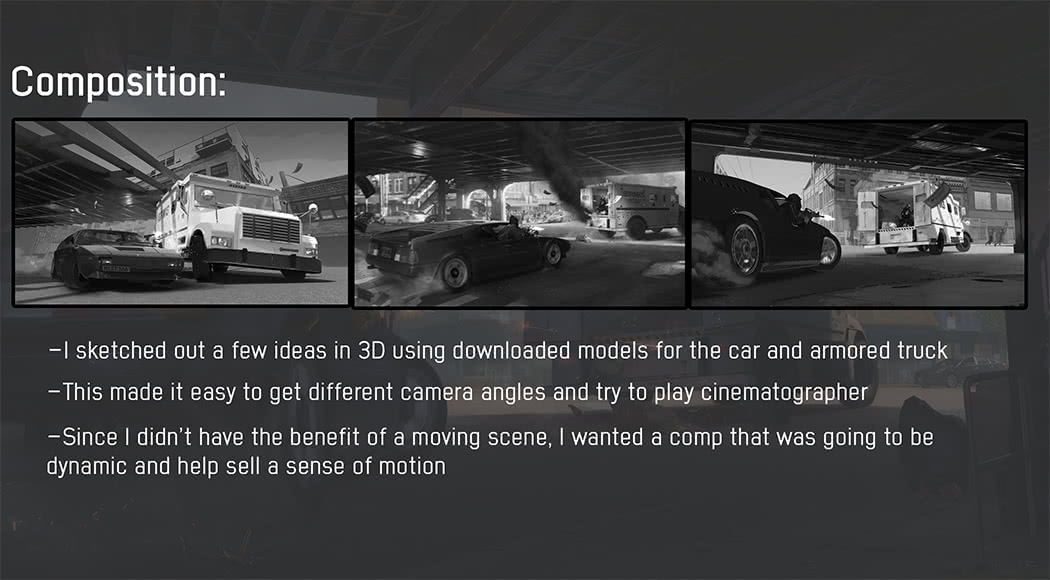 Composition:
–I sketched out a few ideas in 3D using downloaded models for the car and armored truck
–This made it easy to get different camera angles and try to play cinematographer
–Since I didn't have the benefit of a moving scene, I wanted a comp that was going to be
dynamic and help sell a sense of motion